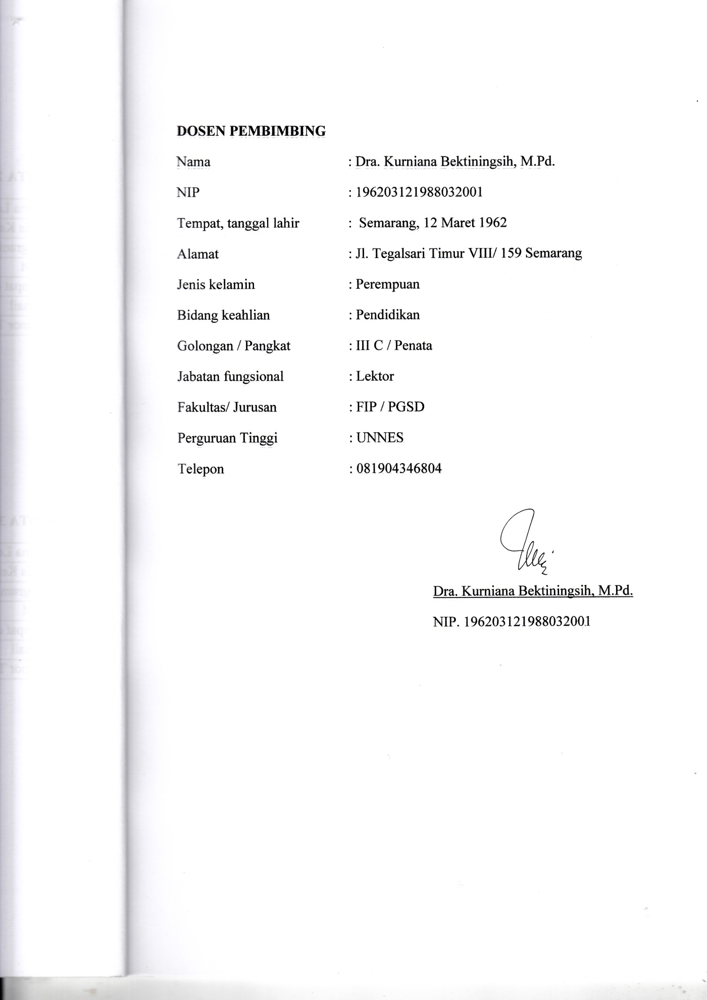 DOSEN PEMBIMBING
Nama : Dra. Kurniana Bektiningsih, M.Pd.
NIP : 196203121988032001
Tempat, tanggal lahir : Semarang, 12 Maret 1962
Alamat : Jl. Tegalsari Timur VIII/ 159 Semarang
Jenis kelamin : Perempuan
Bidang keahlian : Pendidikan
Golongan / Pangkat : III C / Penata
Jabatan fungsional : Lektor
Fakultas/ Jurusan : FIP / PGSD
Perguruan Tinggi : UNNES
Telepon : 081904346804
Dra. Kurniana Bektiningsih, M.Pd.
NIP. 196203121988032001